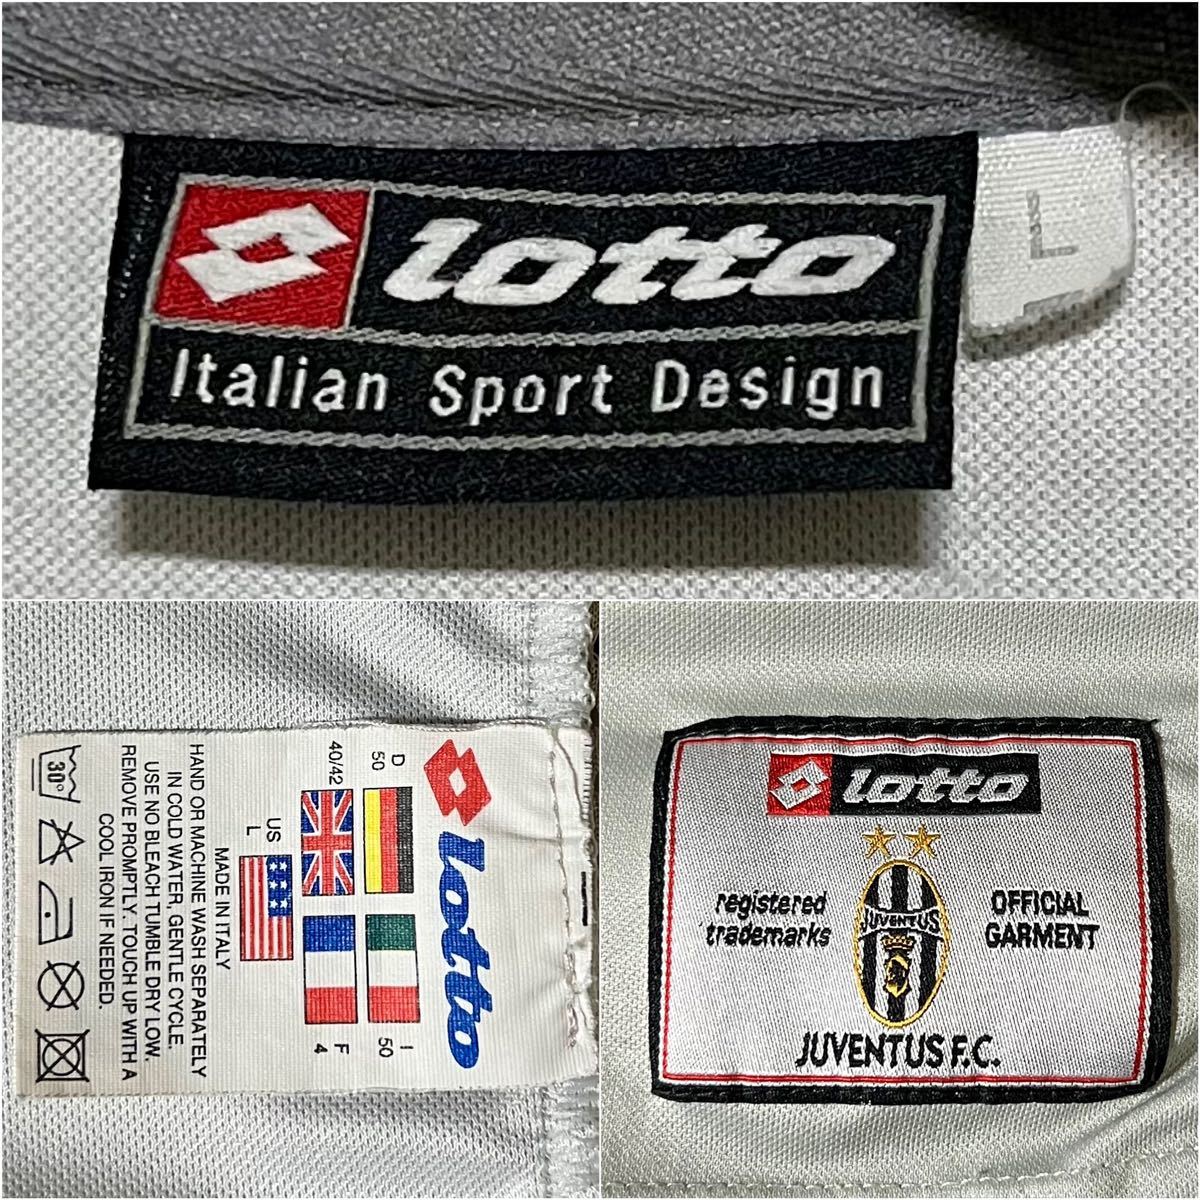 lotto
L
Italian Sport Design
lotto
D
50
I
50
40/42
F
4
US
L
MADE IN ITALY
HAND OR MACHINE WASH SEPARATELY
IN COLD WATER, GENTLE CYCLE.
USE NO BLEACH TUMBLE DRY LOW.
REMOVE PROMPTLY. TOUCH UP WITH A
COOL IRON IF NEEDED.
30°
lotto
registered
trademarks
JUVENTUS
OFFICIAL
GARMENT
JUVENTUS F.C.